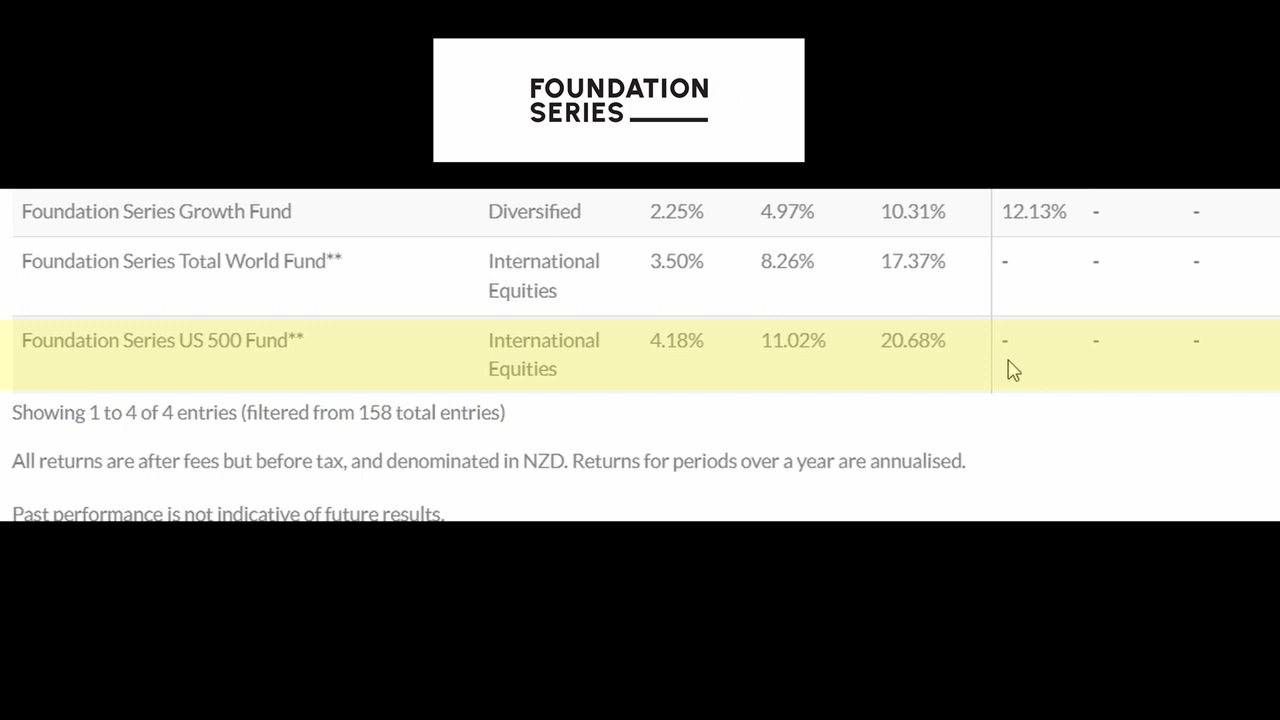 FOUNDATION
SERIES
Foundation Series Growth Fund Diversified 2.25% 4.97% 10.31% 12.13% - -
Foundation Series Total World Fund** International 3.50% 8.26% 17.37% - - -
Equities
Foundation Series US 500 Fund** International 4.18% 11.02% 20.68% - - -
Equities
Showing 1 to 4 of 4 entries (filtered from 158 total entries)
All returns are after fees but before tax, and denominated in NZD. Returns for periods over a year are annualised.
Past performance is not indicative of future results.